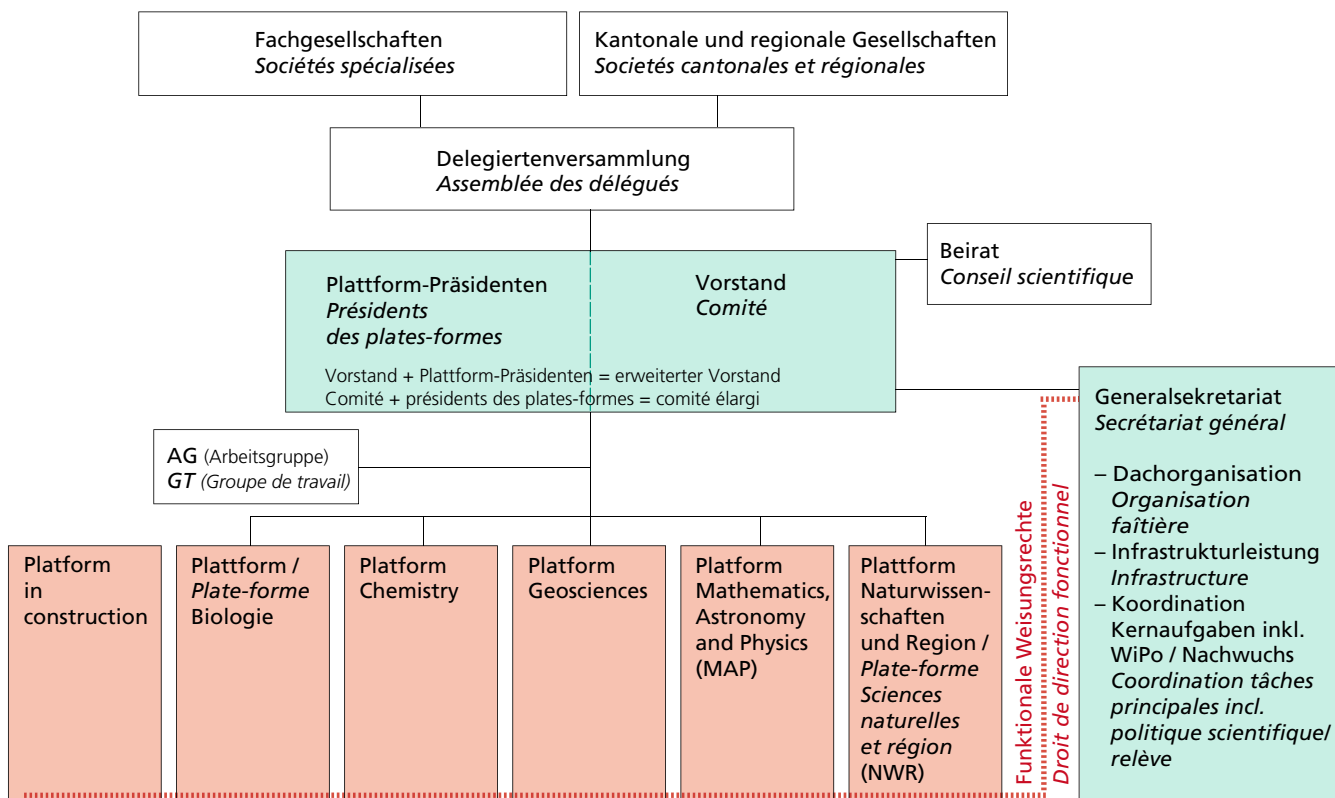 Fachgesellschaften
Sociétés spécialisées
Kantonale und regionale Gesellschaften
Societés cantonales et régionales
Delegiertenversammlung
Assemblée des délégués
Plattform-Präsidenten
Présidents
des plates-formes
Vorstand
Comité
Vorstand + Plattform-Präsidenten = erweiterter Vorstand
Comité + présidents des plates-formes = comité élargi
Beirat
Conseil scientifique
AG (Arbeitsgruppe)
GT (Groupe de travail)
Platform
in
construction
Plattform /
Plate-forme
Biologie
Platform
Chemistry
Platform
Geosciences
Platform
Mathematics,
Astronomy
and Physics
(MAP)
Plattform
Naturwissen-
schaften
und Region /
Plate-forme
Sciences
naturelles
et région
(NWR)
Funktionale Weisungsrechte
Droit de direction fonctionnel
Generalsekretariat
Secrétariat général
– Dachorganisation
Organisation
faîtière
– Infrastrukturleistung
Infrastructure
– Koordination
Kernaufgaben inkl.
WiPo / Nachwuchs
Coordination tâches
principales incl.
politique scientifique/
relève